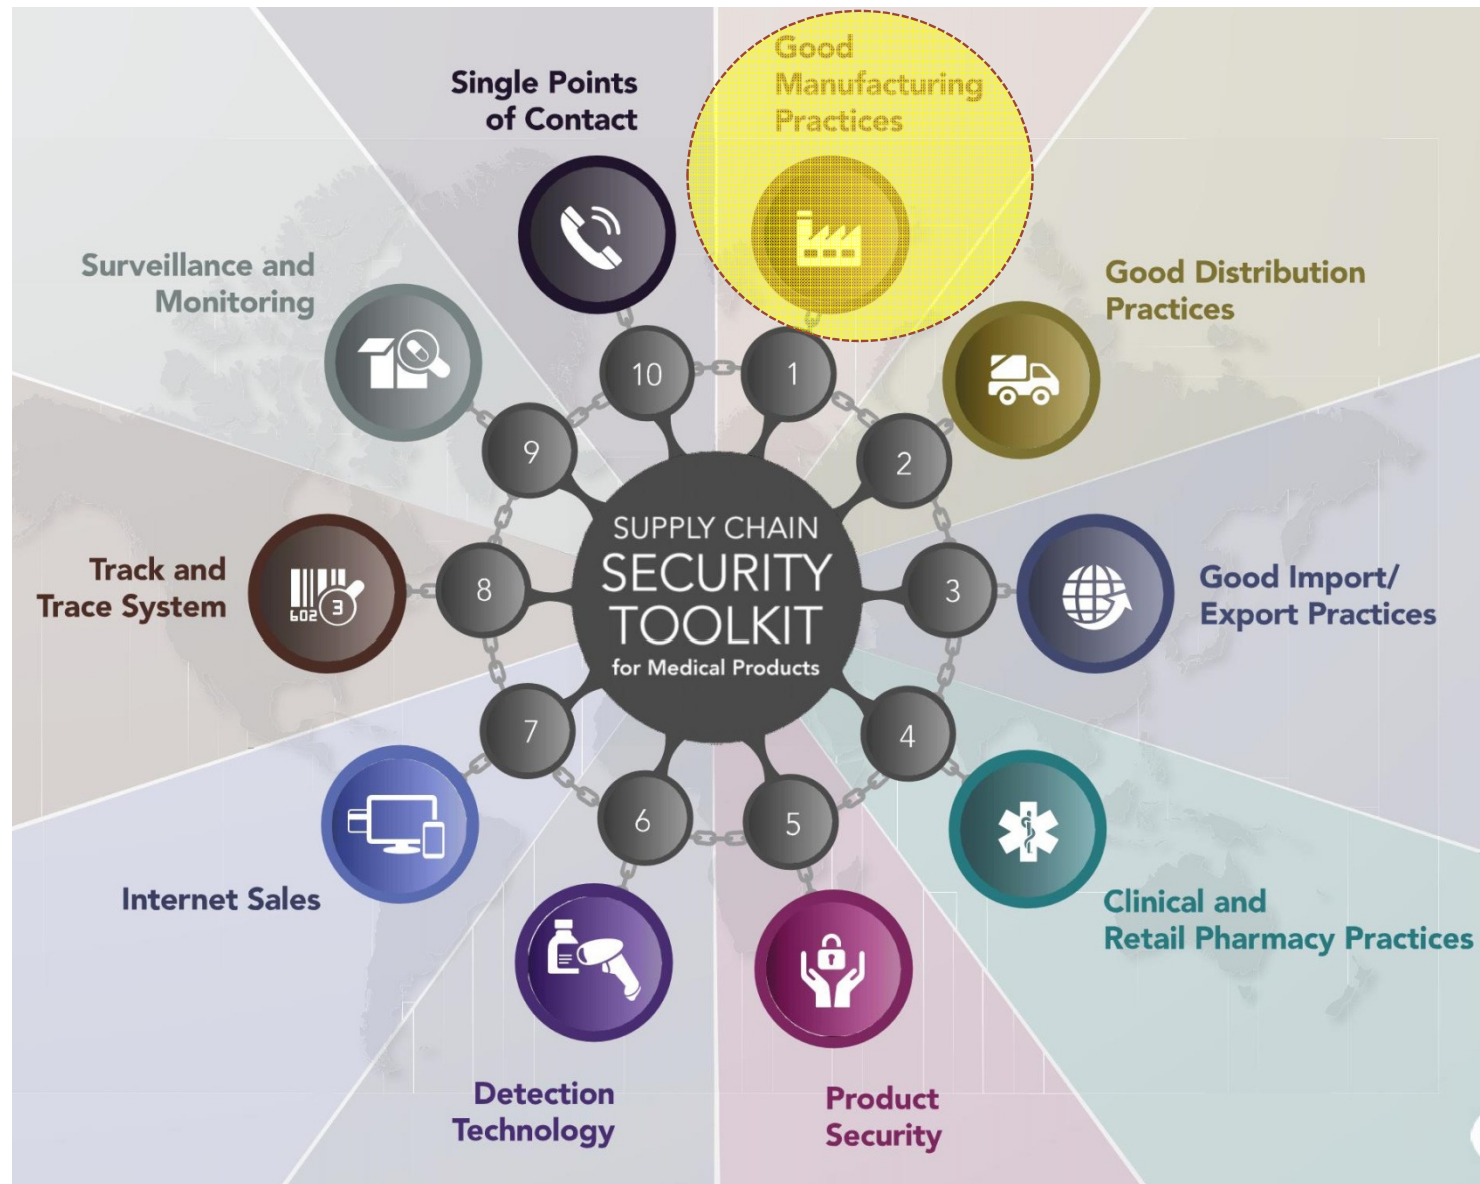 SUPPLY CHAIN
SECURITY
TOOLKIT
for Medical Products
1
Good
Manufacturing
Practices
2
Good Distribution
Practices
3
Good Import/
Export Practices
4
Clinical and
Retail Pharmacy Practices
5
Product
Security
6
Detection
Technology
7
Internet Sales
8
Track and
Trace System
602 3
9
Surveillance and
Monitoring
10
Single Points
of Contact